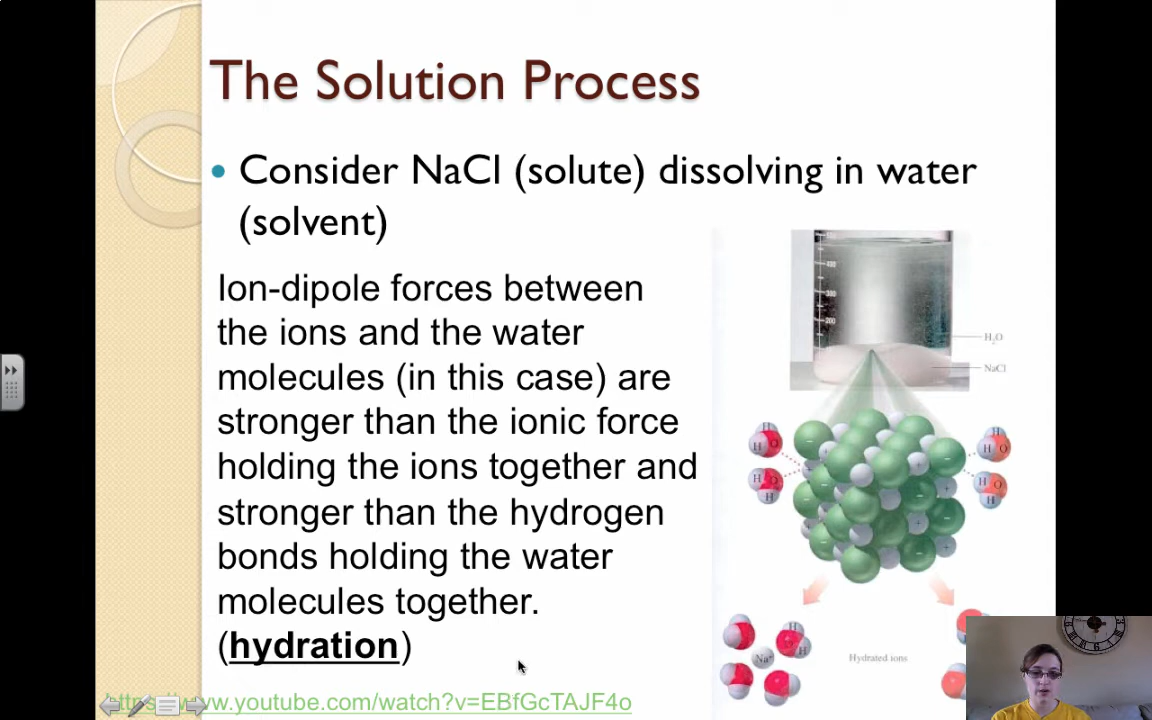 The Solution Process
• Consider NaCl (solute) dissolving in water
(solvent)
Ion-dipole forces between
the ions and the water
molecules (in this case) are
stronger than the ionic force
holding the ions together and
stronger than the hydrogen
bonds holding the water
molecules together.
(hydration)
H₂O
NaCl
H
H O
H O
H
H
H O
H O
H
H
H
Na⁺
Hydrated ions
youtube.com/watch?v=EBfGcTAJF4o